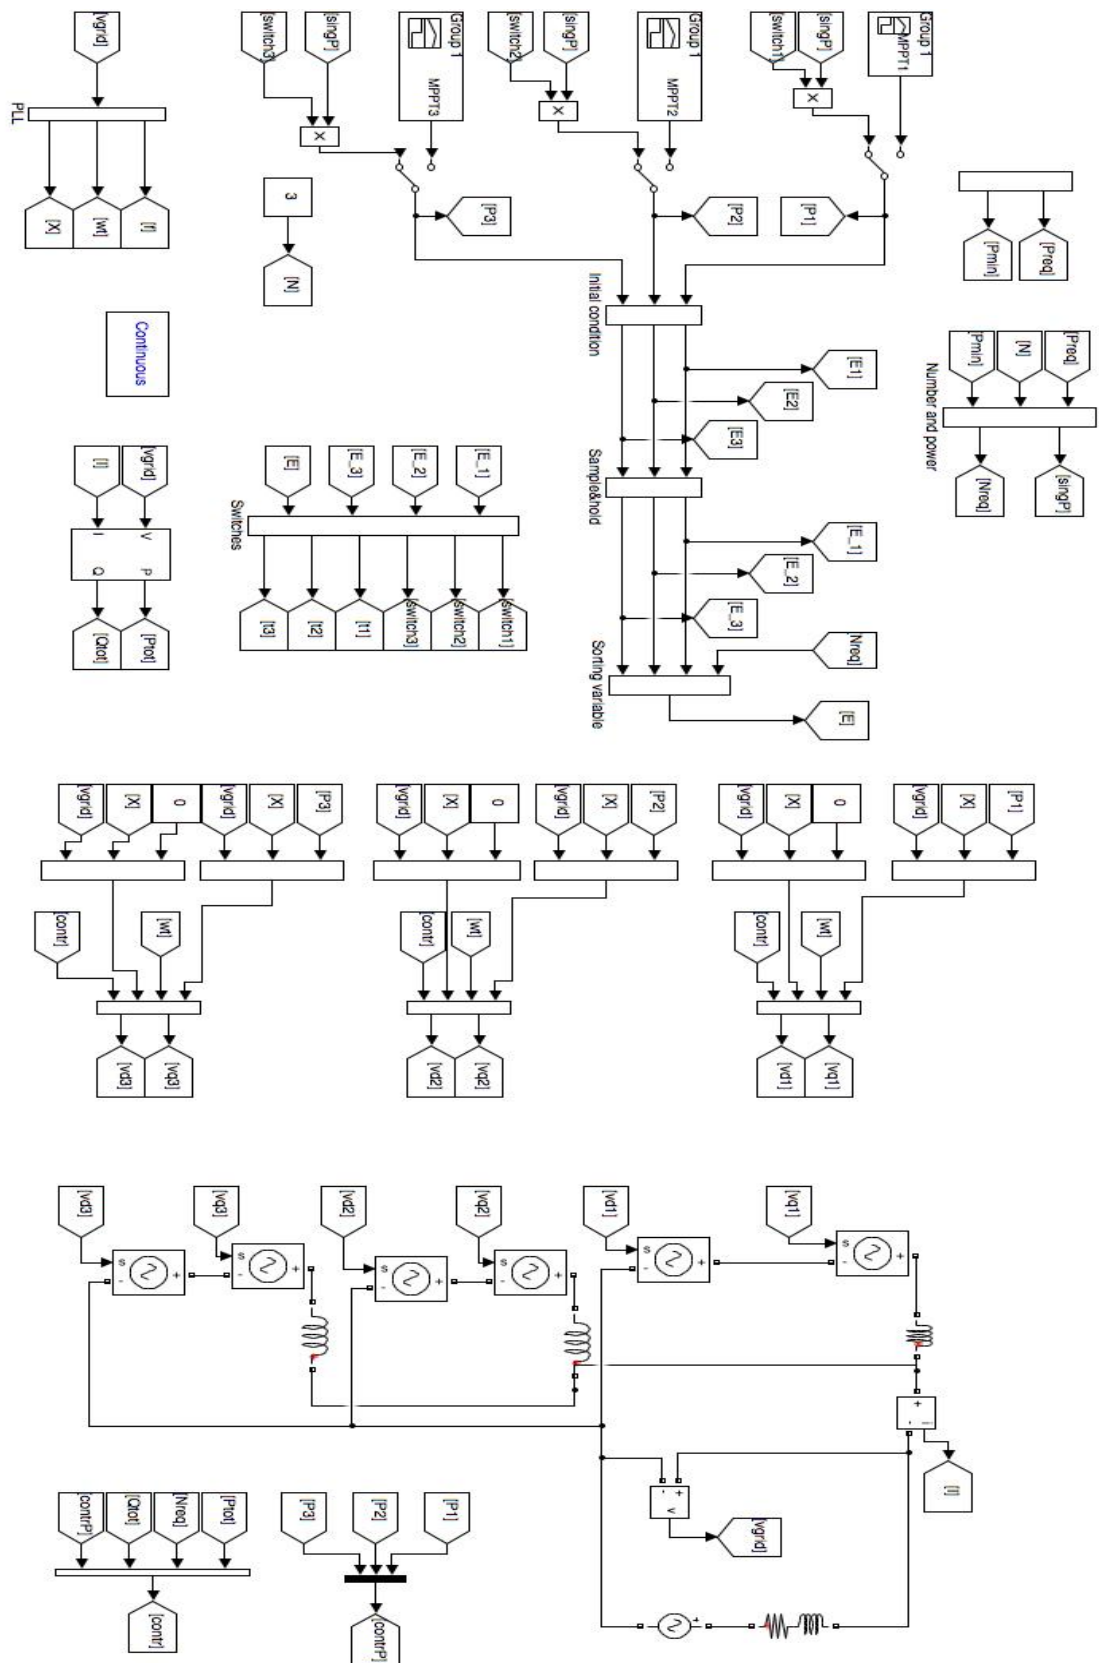 [vgrid]
PLL
[X]
[wt]
[f]
[switch3]
[singP]
X
Group 1
MPPT3
[switch2]
[singP]
X
Group 1
MPPT2
[switch1]
[singP]
X
Group 1
MPPT1
3
[N]
[P3]
[P2]
[P1]
[Pmin]
[Preq]
Initial condition
Continuous
[E1]
[E2]
[E3]
[Pmin]
[N]
[Preq]
Number and power
[Nreq]
[singP]
Sample&hold
[E_1]
[E_2]
[E_3]
[I]
[vgrid]
I
V
Q
P
[Qtot]
[Ptot]
[E]
[E_3]
[E_2]
[E_1]
Switches
[t3]
[t2]
[t1]
[switch3]
[switch2]
[switch1]
[Nreq]
Sorting variable
[E]
[vgrid]
[X]
0
[vgrid]
[X]
[P3]
[contr]
[wt]
[vd3]
[vq3]
[vgrid]
[X]
0
[vgrid]
[X]
[P2]
[contr]
[wt]
[vd2]
[vq2]
[vgrid]
[X]
0
[vgrid]
[X]
[P1]
[contr]
[wt]
[vd1]
[vq1]
[vd3]
[vq3]
[vd2]
[vq2]
[vd1]
[vq1]
s
-
+
s
-
+
s
-
+
s
-
+
s
-
+
s
-
+
+
-
i
[I]
+
-
v
[vgrid]
+
[contrP]
[Qtot]
[Nreq]
[Ptot]
[contr]
[P3]
[P2]
[P1]
[contrP]